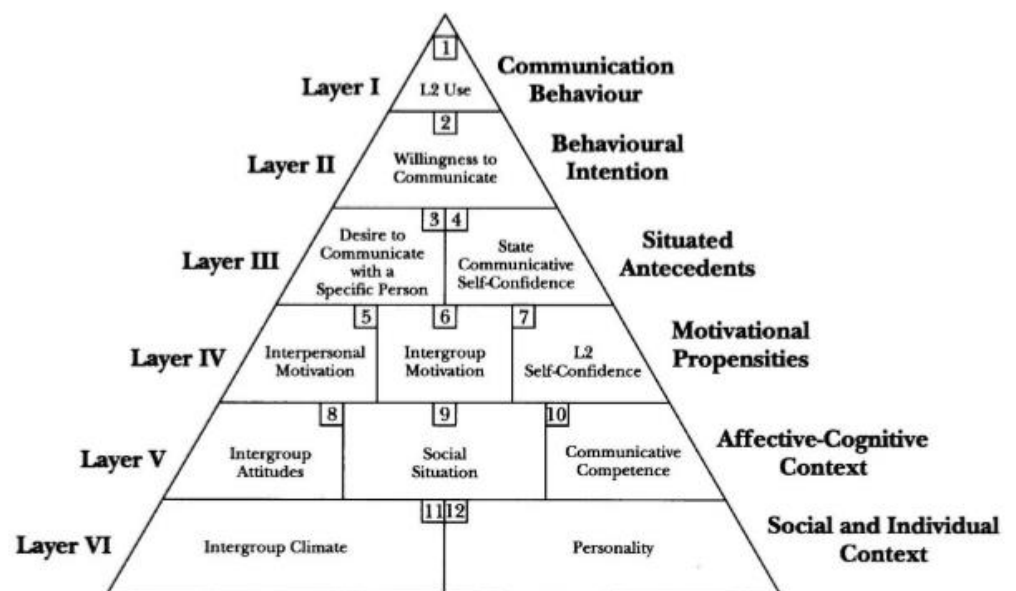 1
Layer I
L2 Use
Communication
Behaviour
2
Layer II
Willingness to
Communicate
Behavioural
Intention
3 4
Layer III
Desire to
Communicate
with a
Specific Person
State
Communicative
Self-Confidence
Situated
Antecedents
5 6 7
Layer IV
Interpersonal
Motivation
Intergroup
Motivation
L2
Self-Confidence
Motivational
Propensities
8 9 10
Layer V
Intergroup
Attitudes
Social
Situation
Communicative
Competence
Affective-Cognitive
Context
11 12
Layer VI
Intergroup Climate
Personality
Social and Individual
Context